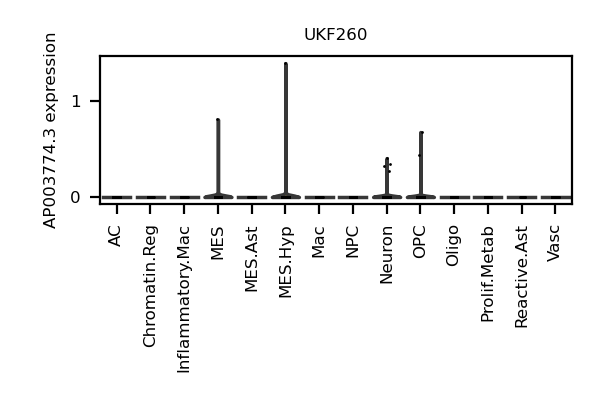 UKF260
AP003774.3 expression
1
0
AC
Chromatin.Reg
Inflammatory.Mac
MES
MES.Ast
MES.Hyp
Mac
NPC
Neuron
OPC
Oligo
Prolif.Metab
Reactive.Ast
Vasc